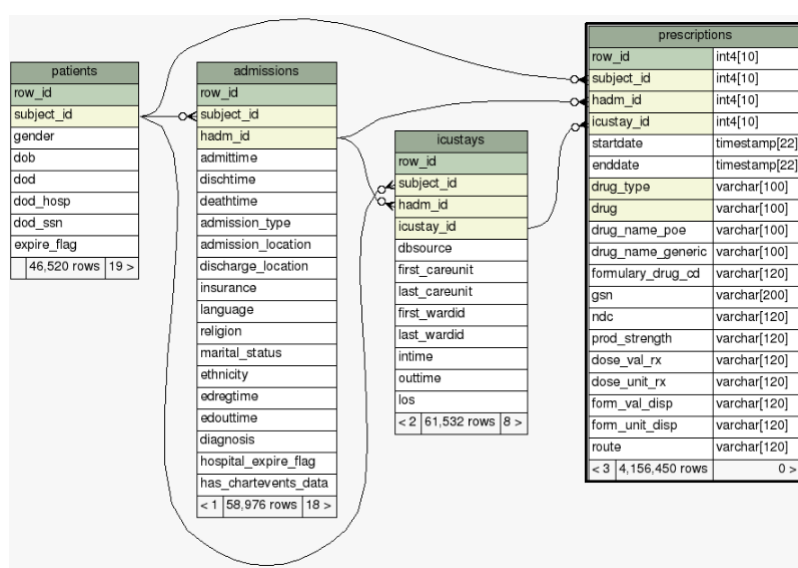 patients
row_id
subject_id
gender
dob
dod
dod_hosp
dod_ssn
expire_flag
46,520 rows 19 >
admissions
row_id
subject_id
hadm_id
admittime
dischtime
deathtime
admission_type
admission_location
discharge_location
insurance
language
religion
marital_status
ethnicity
edregtime
edouttime
diagnosis
hospital_expire_flag
has_chartevents_data
< 1 58,976 rows 18 >
icustays
row_id
subject_id
hadm_id
icustay_id
dbsource
first_careunit
last_careunit
first_wardid
last_wardid
intime
outtime
los
< 2 61,532 rows 8 >
prescriptions
row_id int4[10]
subject_id int4[10]
hadm_id int4[10]
icustay_id int4[10]
startdate timestamp[22]
enddate timestamp[22]
drug_type varchar[100]
drug varchar[100]
drug_name_poe varchar[100]
drug_name_generic varchar[100]
formulary_drug_cd varchar[120]
gsn varchar[200]
ndc varchar[120]
prod_strength varchar[120]
dose_val_rx varchar[120]
dose_unit_rx varchar[120]
form_val_disp varchar[120]
form_unit_disp varchar[120]
route varchar[120]
< 3 4,156,450 rows 0 >